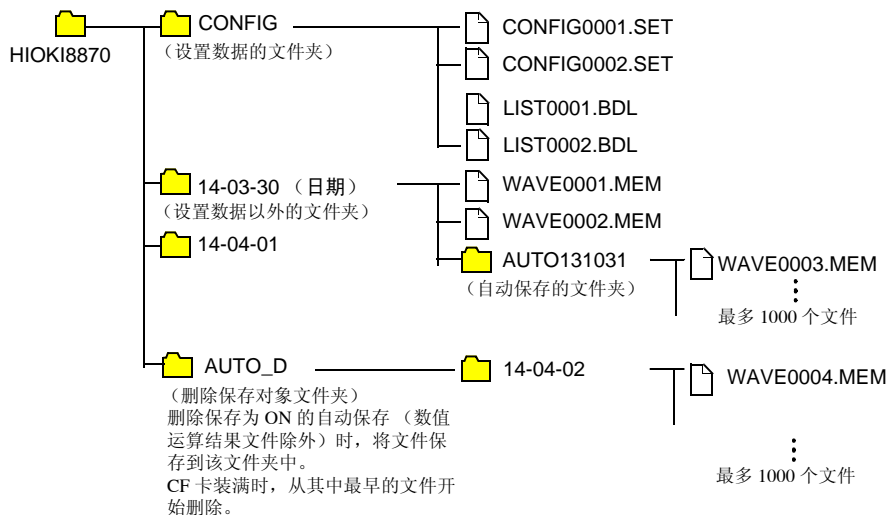 HIOKI8870
CONFIG
（设置数据的文件夹）
CONFIG0001.SET
CONFIG0002.SET
LIST0001.BDL
LIST0002.BDL
14-03-30 （日期）
（设置数据以外的文件夹）
WAVE0001.MEM
WAVE0002.MEM
AUTO131031
（自动保存的文件夹）
WAVE0003.MEM
最多 1000 个文件
14-04-01
AUTO_D
（删除保存对象文件夹）
删除保存为 ON 的自动保存 （数值
运算结果文件除外）时，将文件保
存到该文件夹中。
CF 卡装满时，从其中最早的文件开
始删除。
14-04-02
WAVE0004.MEM
最多 1000 个文件